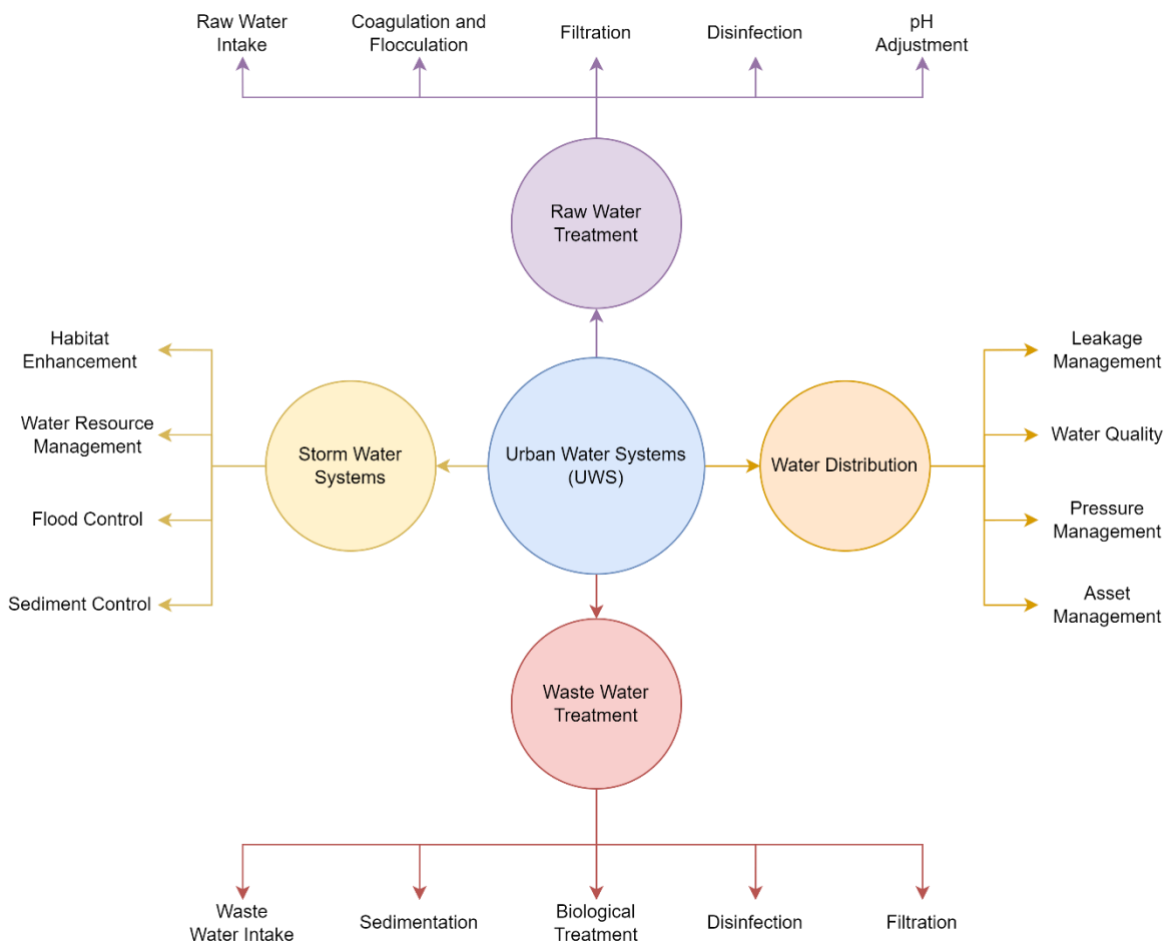 Raw Water
Intake
Coagulation and
Flocculation
Filtration
Disinfection
pH
Adjustment
Raw Water
Treatment
Habitat
Enhancement
Water Resource
Management
Flood Control
Sediment Control
Storm Water
Systems
Urban Water Systems
(UWS)
Water Distribution
Leakage
Management
Water Quality
Pressure
Management
Asset
Management
Waste Water
Treatment
Waste
Water Intake
Sedimentation
Biological
Treatment
Disinfection
Filtration